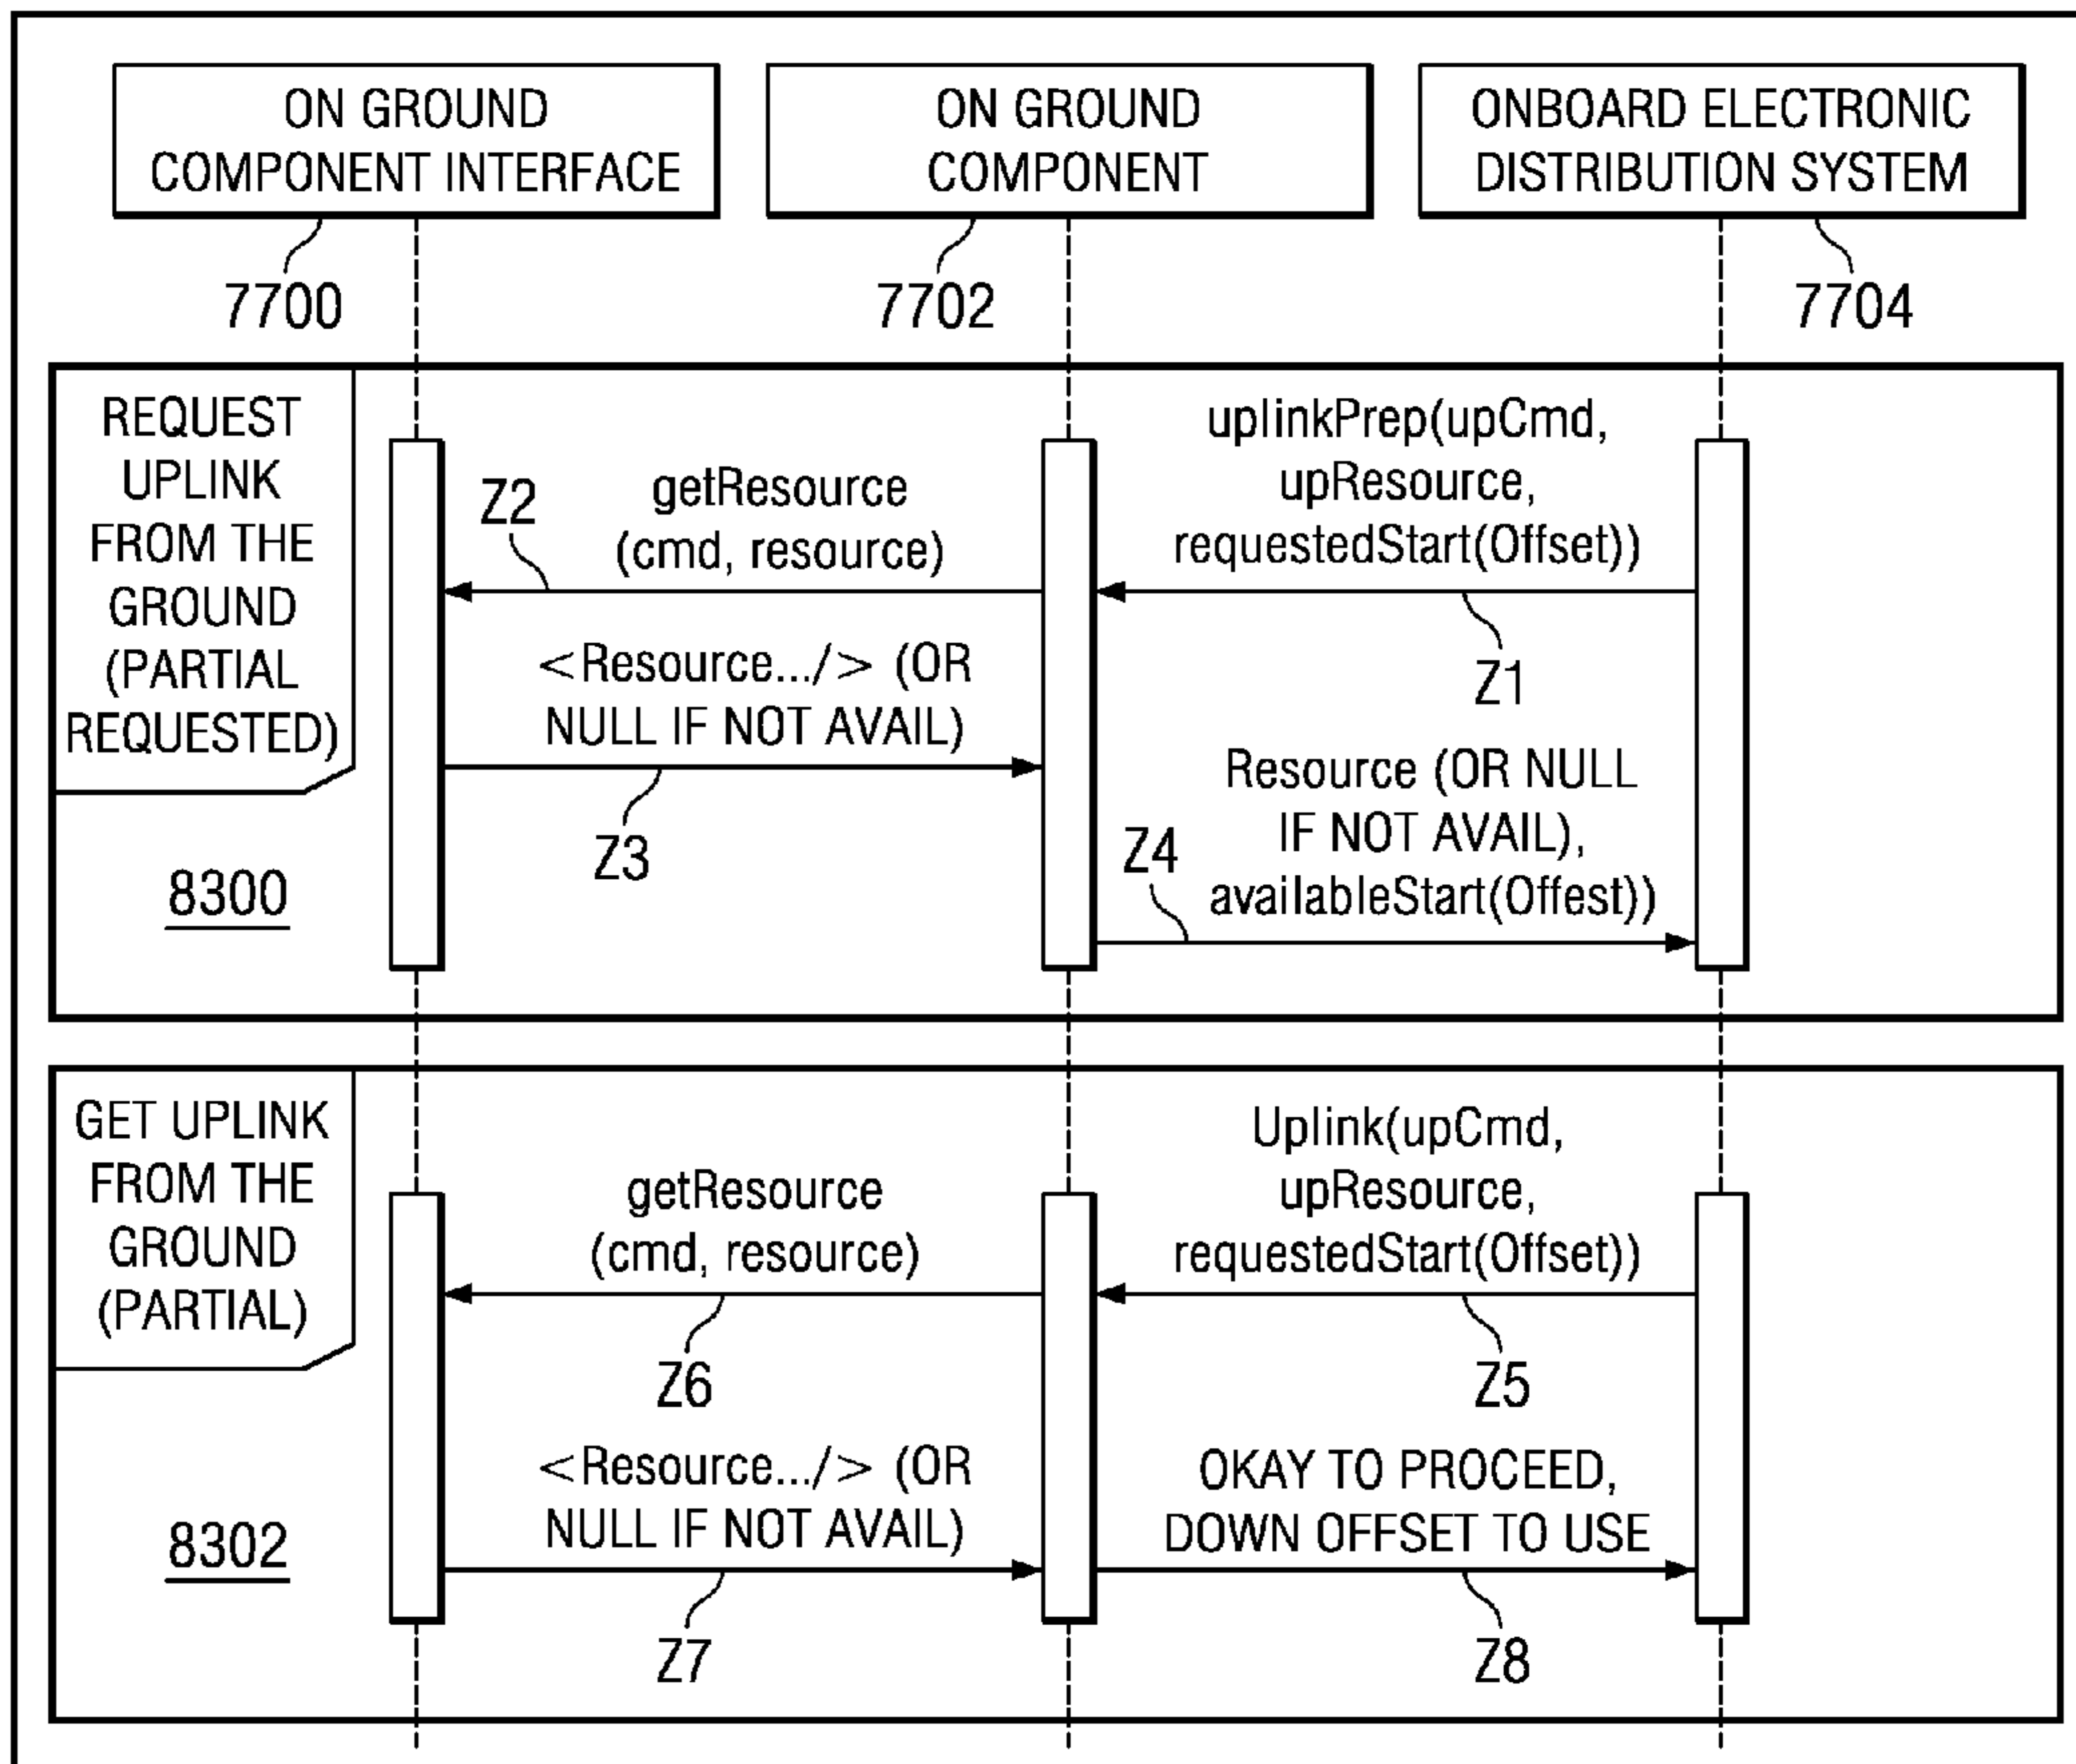 ON GROUND
COMPONENT INTERFACE
ON GROUND
COMPONENT
ONBOARD ELECTRONIC
DISTRIBUTION SYSTEM
7700
7702
7704
REQUEST
UPLINK
FROM THE
GROUND
(PARTIAL
REQUESTED)
8300
Z2
getResource
(cmd, resource)
uplinkPrep(upCmd,
upResource,
requestedStart(Offset))
Z1
<Resource.../> (OR
NULL IF NOT AVAIL)
Z3
Z4
Resource (OR NULL
IF NOT AVAIL),
availableStart(Offest))
GET UPLINK
FROM THE
GROUND
(PARTIAL)
8302
getResource
(cmd, resource)
Z6
Uplink(upCmd,
upResource,
requestedStart(Offset))
Z5
<Resource.../> (OR
NULL IF NOT AVAIL)
Z7
OKAY TO PROCEED,
DOWN OFFSET TO USE
Z8